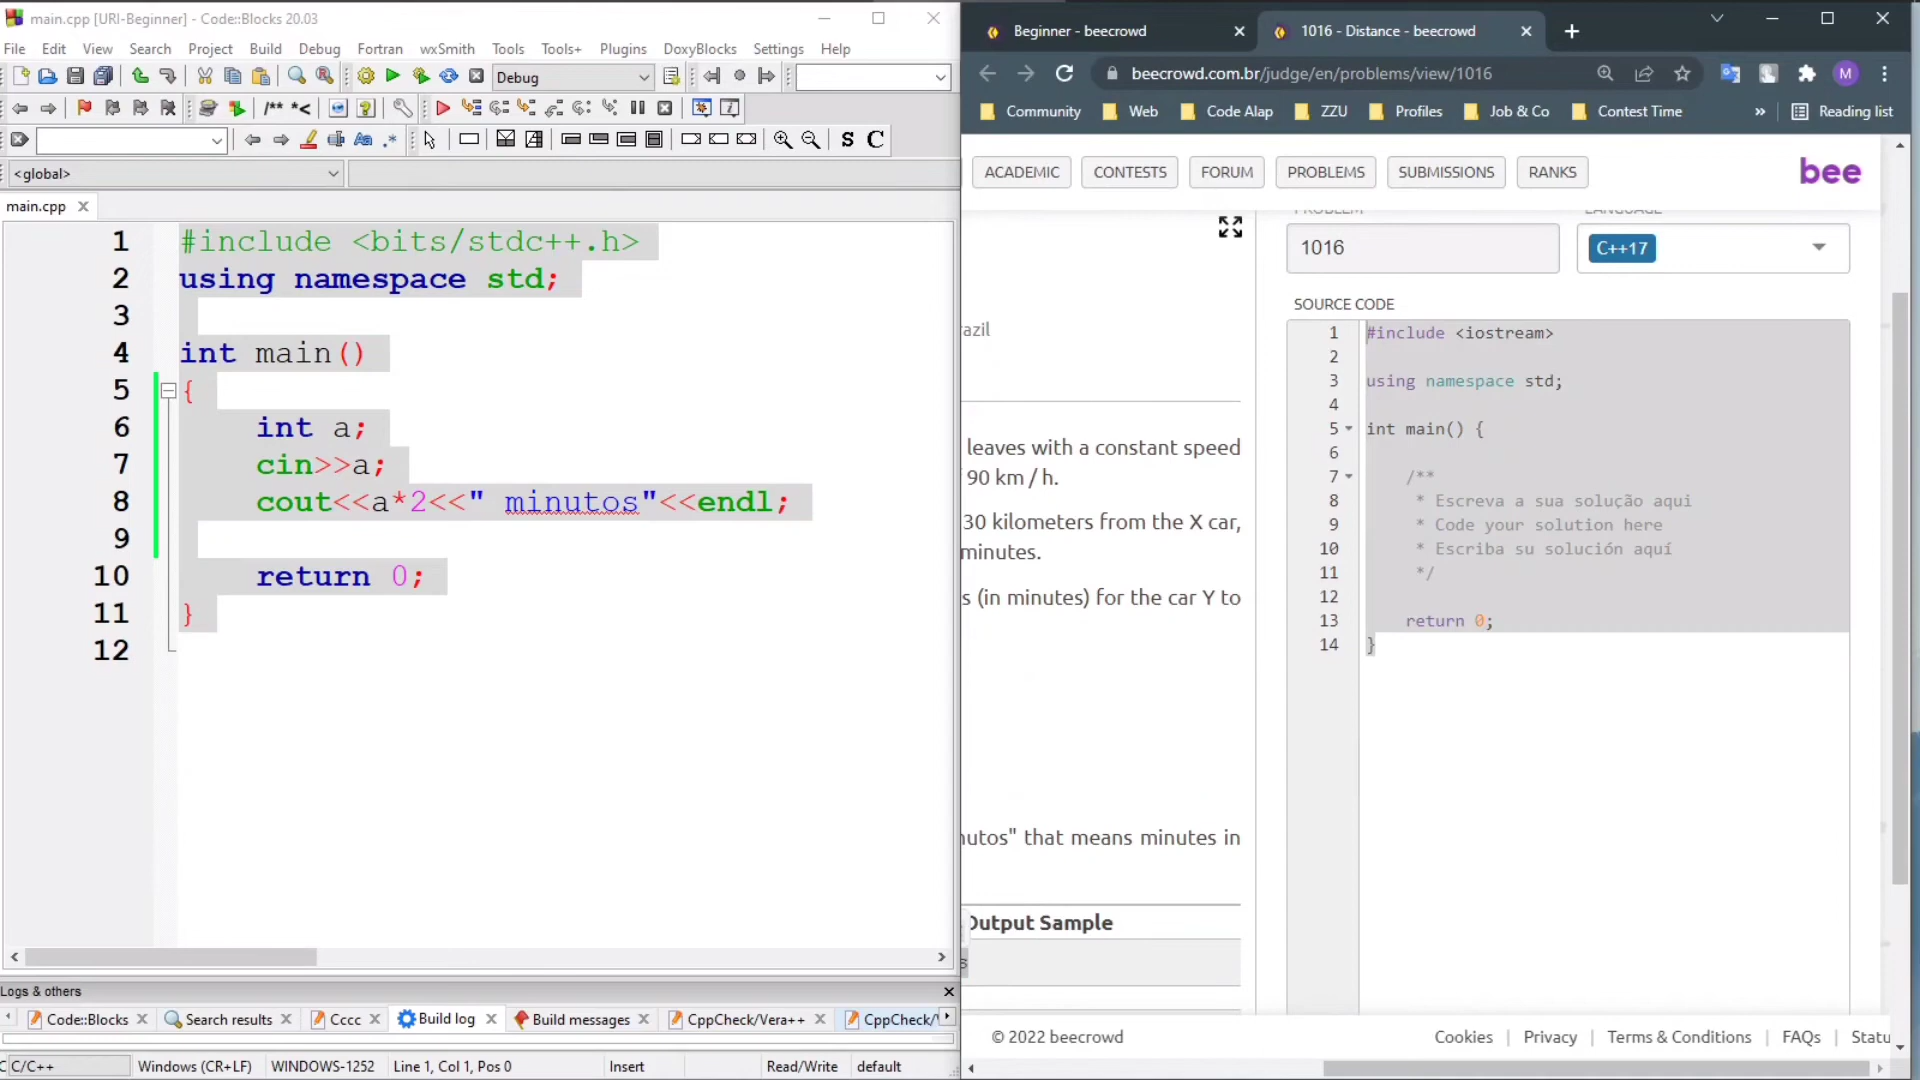 main.cpp [URI-Beginner] - Code::Blocks 20.03
File Edit View Search Project Build Debug Fortran wxSmith Tools Tools+ Plugins DoxyBlocks Settings Help
Debug
/** *<
S C
<global>
main.cpp
1 #include <bits/stdc++.h>
2 using namespace std;
3
4 int main()
5 {
6 int a;
7 cin>>a;
8 cout<<a*2<<" minutos"<<endl;
9
10 return 0;
11 }
12
Logs & others
Code::Blocks Search results Cccc Build log Build messages CppCheck/Vera++ CppCheck/
C/C++ Windows (CR+LF) WINDOWS-1252 Line 1, Col 1, Pos 0 Insert Read/Write default
Beginner - beecrowd 1016 - Distance - beecrowd
beecrowd.com.br/judge/en/problems/view/1016
M
Community Web Code Alap ZZU Profiles Job & Co Contest Time » Reading list
ACADEMIC CONTESTS FORUM PROBLEMS SUBMISSIONS RANKS bee
PROBLEM LANGUAGE
1016 C++17
SOURCE CODE
azil
leaves with a constant speed
90 km / h.
30 kilometers from the X car,
minutes.
s (in minutes) for the car Y to
nutos" that means minutes in
Output Sample
s
1 #include <iostream>
2
3 using namespace std;
4
5 int main() {
6
7 /**
8 * Escreva a sua solução aqui
9 * Code your solution here
10 * Escriba su solución aquí
11 */
12
13 return 0;
14 }
© 2022 beecrowd Cookies Privacy Terms & Conditions FAQs Statu